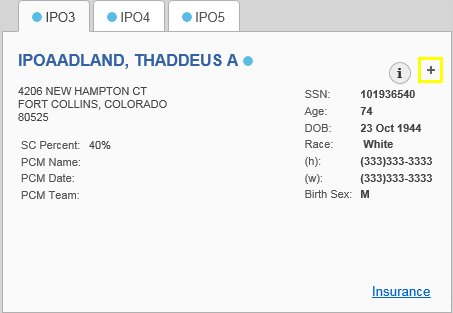 IPO3 IPO4 IPO5
IPOAADLAND, THADDEUS A
i +
4206 NEW HAMPTON CT
FORT COLLINS, COLORADO
80525
SC Percent: 40%
PCM Name:
PCM Date:
PCM Team:
SSN: 101936540
Age: 74
DOB: 23 Oct 1944
Race: White
(h): (333)333-3333
(w): (333)333-3333
Birth Sex: M
Insurance